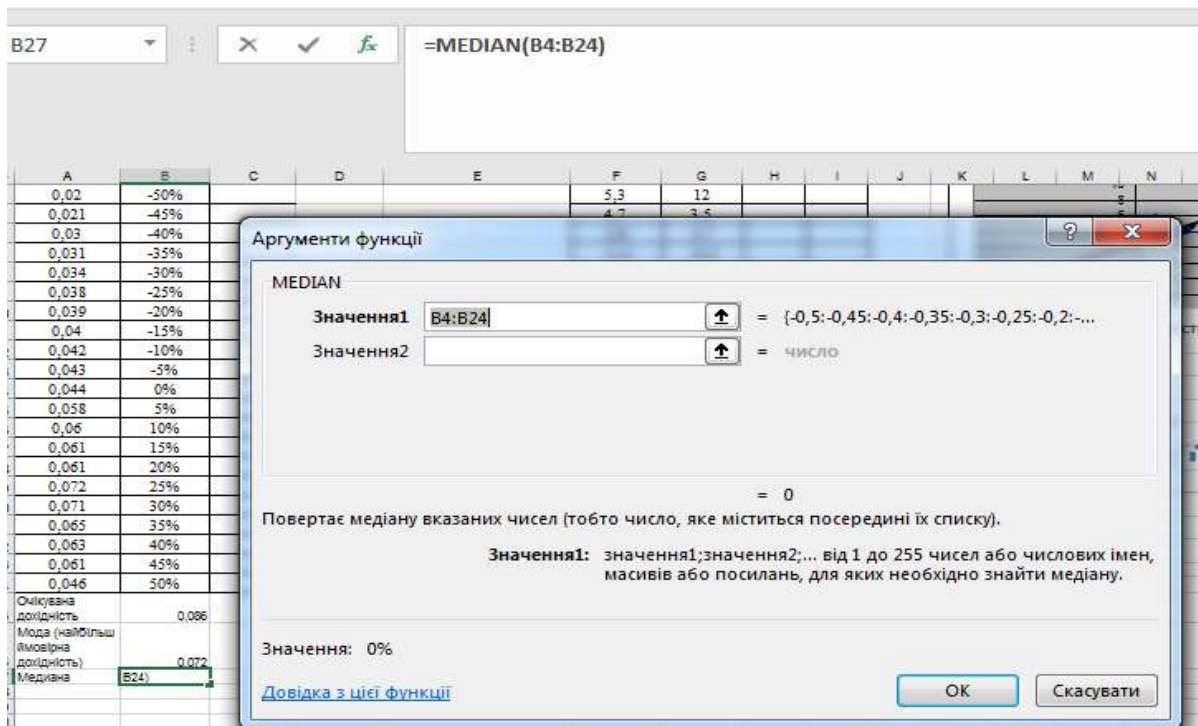 B27
fx
=MEDIAN(B4:B24)
A B C D E F G H I J K L M N
0,02 -50% 5,3 12
0,021 -45% 4,7 3,5
0,03 -40%
0,031 -35%
0,034 -30%
0,038 -25%
0,039 -20%
0,04 -15%
0,042 -10%
0,043 -5%
0,044 0%
0,058 5%
0,06 10%
0,061 15%
0,061 20%
0,072 25%
0,071 30%
0,065 35%
0,063 40%
0,061 45%
0,046 50%
Очікувана
дохідність 0,086
Мода (найбільш
ймовірна
дохідність) 0,072
Медиана B24)
Аргументи функції
? X
MEDIAN
Значення1 B4:B24 = {-0,5:-0,45:-0,4:-0,35:-0,3:-0,25:-0,2:-...
Значення2 = число
= 0
Повертає медіану вказаних чисел (тобто число, яке міститься посередині їх списку).
Значення1: значення1;значення2;... від 1 до 255 чисел або числових імен,
масивів або посилань, для яких необхідно знайти медіану.
Значення: 0%
Довідка з цієї функції
ОК Скасувати